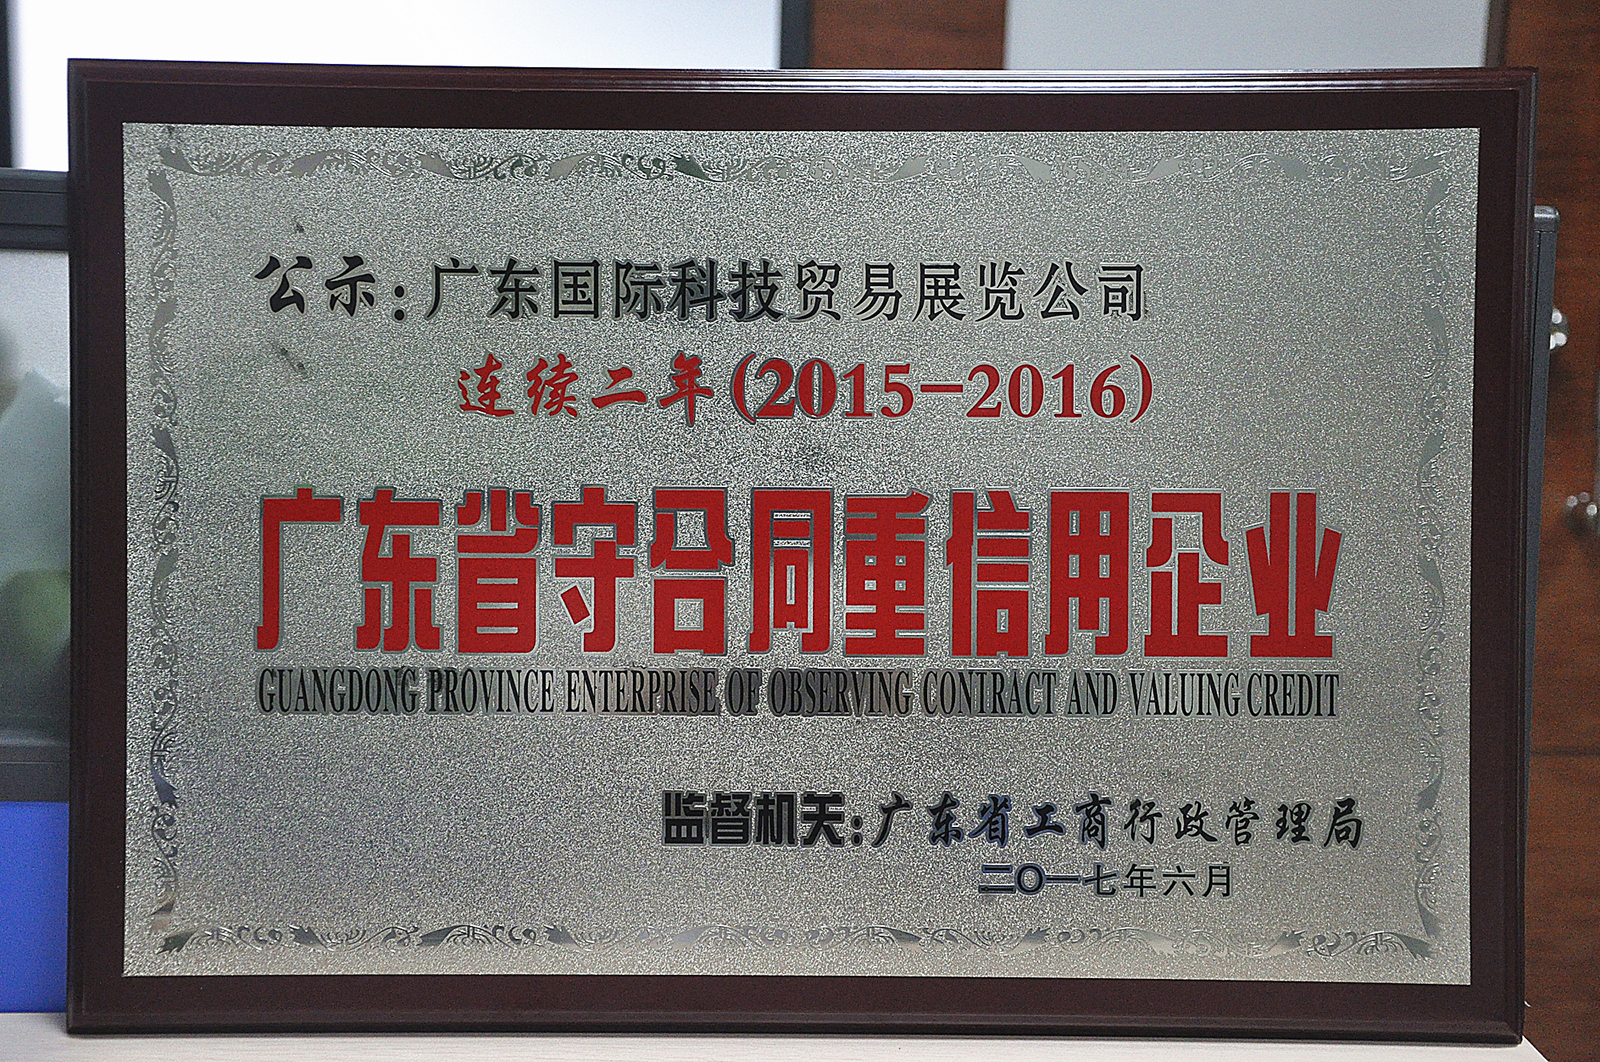 公示:广东国际科技贸易展览公司
连续二年(2015-2016)
广东省守合同重信用企业
GUANGDONG PROVINCE ENTERPRISE OF OBSERVING CONTRACT AND VALUING CREDIT
监督机关:广东省工商行政管理局
二〇一七年六月